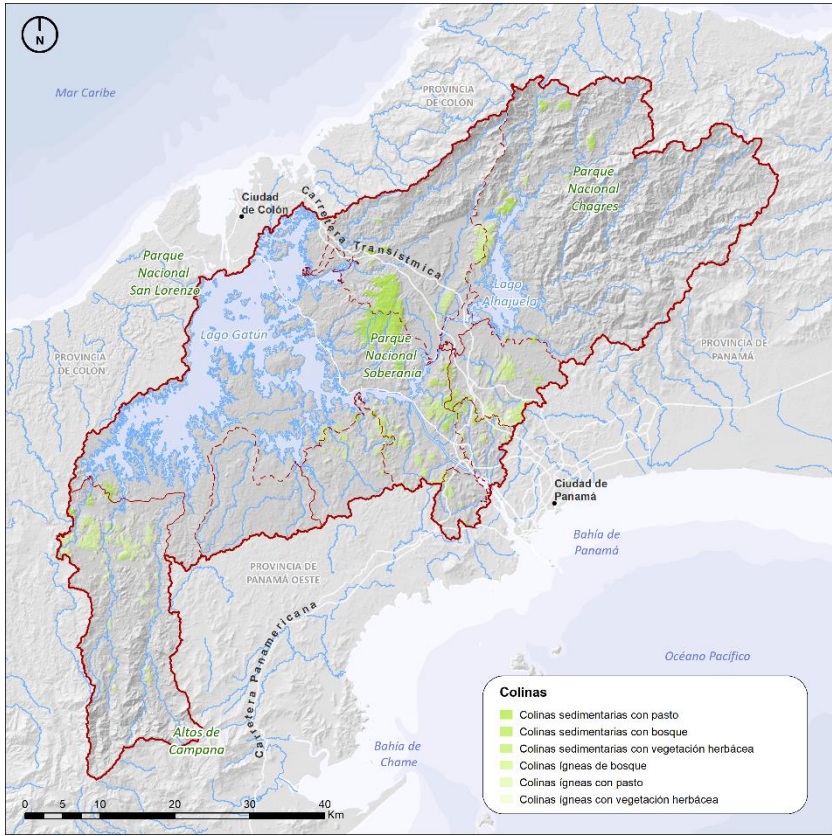 N
Mar Caribe
PROVINCIA
DE COLÓN
Ciudad
de Colón
Carretera Transístmica
Parque
Nacional
Chagres
Parque
Nacional
San Lorenzo
Lago
Alhajuela
Lago Gatún
Parque
Nacional
Soberanía
PROVINCIA
DE COLÓN
PROVINCIA DE
PANAMÁ
Ciudad de
Panamá
Bahía de
Panamá
PROVINCIA DE
PANAMÁ OESTE
Carretera Panamericana
Océano Pacífico
Altos de
Campana
Bahía de
Chame
Colinas
Colinas sedimentarias con pasto
Colinas sedimentarias con bosque
Colinas sedimentarias con vegetación herbácea
Colinas ígneas de bosque
Colinas ígneas con pasto
Colinas ígneas con vegetación herbácea
0 5 10 20 30 40
Km